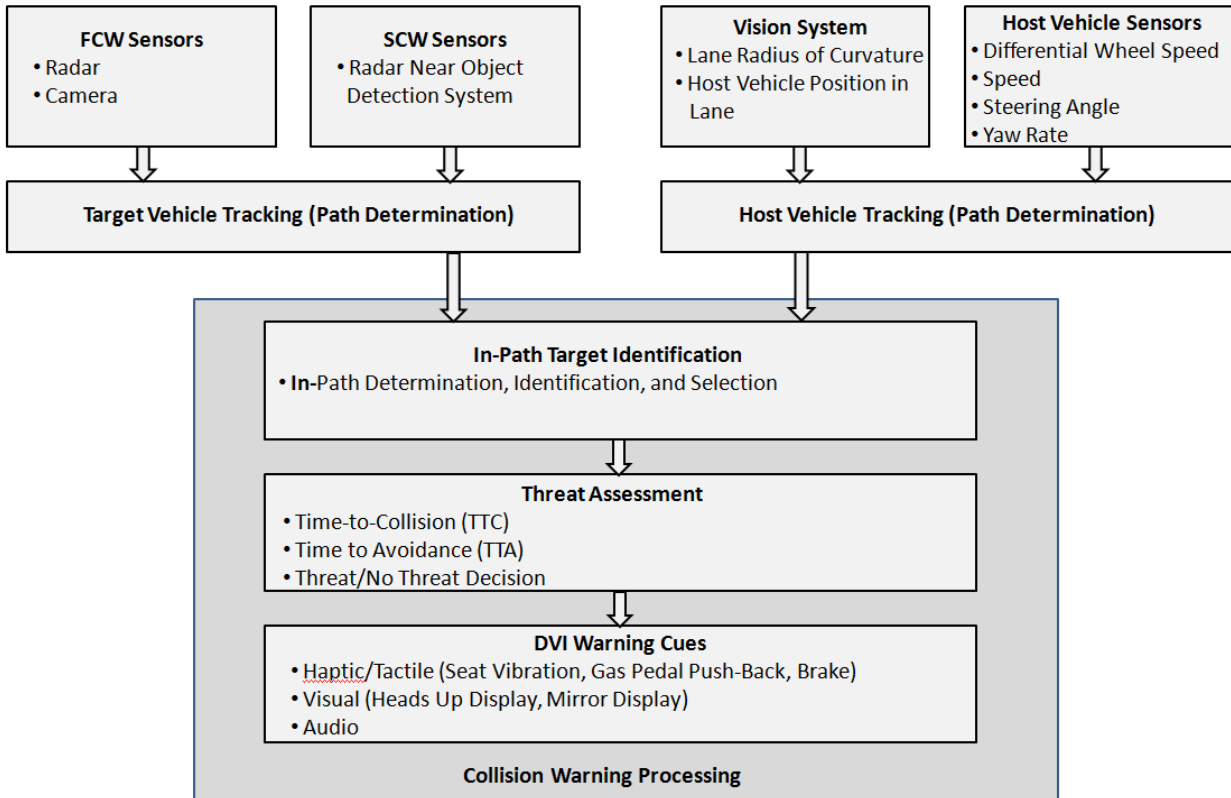 FCW Sensors
• Radar
• Camera
SCW Sensors
• Radar Near Object
Detection System
Vision System
• Lane Radius of Curvature
• Host Vehicle Position in
Lane
Host Vehicle Sensors
• Differential Wheel Speed
• Speed
• Steering Angle
• Yaw Rate
Target Vehicle Tracking (Path Determination)
Host Vehicle Tracking (Path Determination)
In-Path Target Identification
• In-Path Determination, Identification, and Selection
Threat Assessment
• Time-to-Collision (TTC)
• Time to Avoidance (TTA)
• Threat/No Threat Decision
DVI Warning Cues
• Haptic/Tactile (Seat Vibration, Gas Pedal Push-Back, Brake)
• Visual (Heads Up Display, Mirror Display)
• Audio
Collision Warning Processing